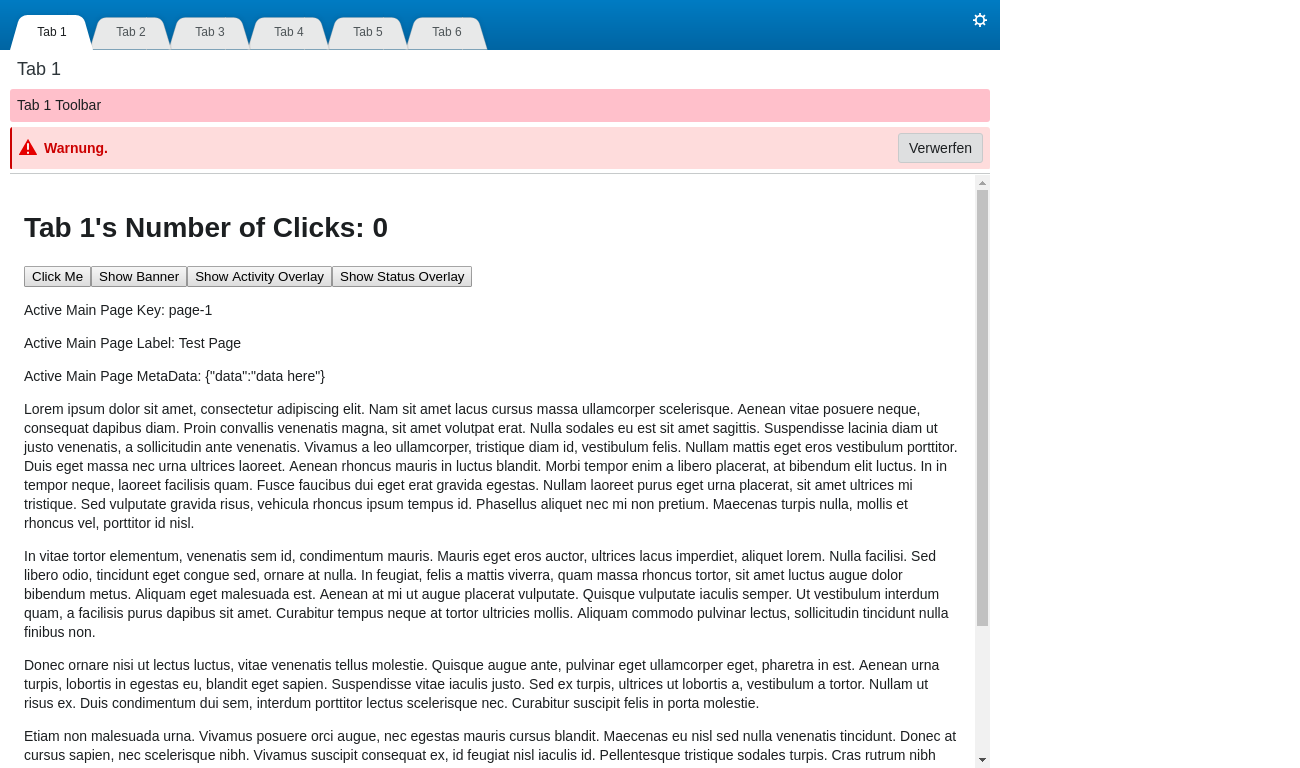 Tab 1 Tab 2 Tab 3 Tab 4 Tab 5 Tab 6
Tab 1
Tab 1 Toolbar
Warnung. Verwerfen
Tab 1's Number of Clicks: 0
Click Me Show Banner Show Activity Overlay Show Status Overlay
Active Main Page Key: page-1
Active Main Page Label: Test Page
Active Main Page MetaData: {"data":"data here"}
Lorem ipsum dolor sit amet, consectetur adipiscing elit. Nam sit amet lacus cursus massa ullamcorper scelerisque. Aenean vitae posuere neque,
consequat dapibus diam. Proin convallis venenatis magna, sit amet volutpat erat. Nulla sodales eu est sit amet sagittis. Suspendisse lacinia diam ut
justo venenatis, a sollicitudin ante venenatis. Vivamus a leo ullamcorper, tristique diam id, vestibulum felis. Nullam mattis eget eros vestibulum porttitor.
Duis eget massa nec urna ultrices laoreet. Aenean rhoncus mauris in luctus blandit. Morbi tempor enim a libero placerat, at bibendum elit luctus. In in
tempor neque, laoreet facilisis quam. Fusce faucibus dui eget erat gravida egestas. Nullam laoreet purus eget urna placerat, sit amet ultrices mi
tristique. Sed vulputate gravida risus, vehicula rhoncus ipsum tempus id. Phasellus aliquet nec mi non pretium. Maecenas turpis nulla, mollis et
rhoncus vel, porttitor id nisl.
In vitae tortor elementum, venenatis sem id, condimentum mauris. Mauris eget eros auctor, ultrices lacus imperdiet, aliquet lorem. Nulla facilisi. Sed
libero odio, tincidunt eget congue sed, ornare at nulla. In feugiat, felis a mattis viverra, quam massa rhoncus tortor, sit amet luctus augue dolor
bibendum metus. Aliquam eget malesuada est. Aenean at mi ut augue placerat vulputate. Quisque vulputate iaculis semper. Ut vestibulum interdum
quam, a facilisis purus dapibus sit amet. Curabitur tempus neque at tortor ultricies mollis. Aliquam commodo pulvinar lectus, sollicitudin tincidunt nulla
finibus non.
Donec ornare nisi ut lectus luctus, vitae venenatis tellus molestie. Quisque augue ante, pulvinar eget ullamcorper eget, pharetra in est. Aenean urna
turpis, lobortis in egestas eu, blandit eget sapien. Suspendisse vitae iaculis justo. Sed ex turpis, ultrices ut lobortis a, vestibulum a tortor. Nullam ut
risus ex. Duis condimentum dui sem, interdum porttitor lectus scelerisque nec. Curabitur suscipit felis in porta molestie.
Etiam non malesuada urna. Vivamus posuere orci augue, nec egestas mauris cursus blandit. Maecenas eu nisl sed nulla venenatis tincidunt. Donec at
cursus sapien, nec scelerisque nibh. Vivamus suscipit consequat ex, id feugiat nisl iaculis id. Pellentesque tristique sodales turpis. Cras rutrum nibh